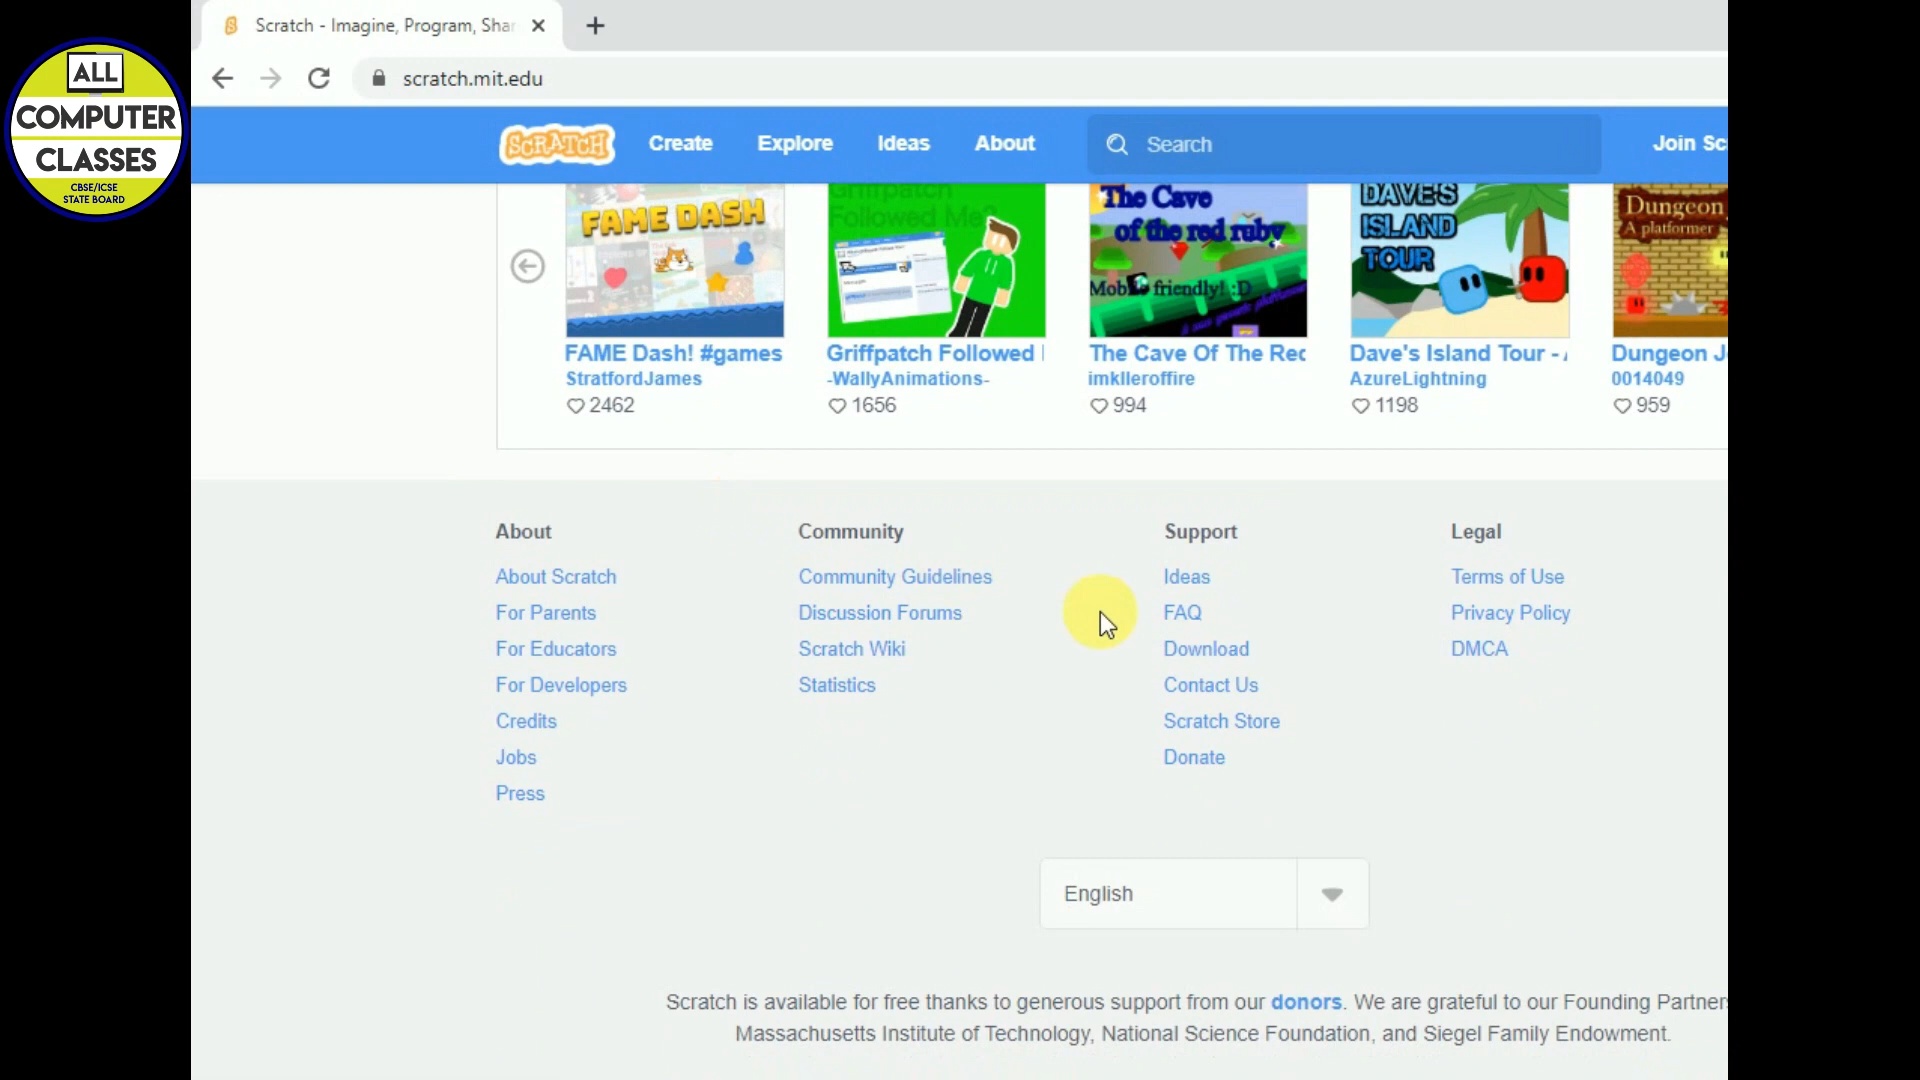 Scratch - Imagine, Program, Shar
scratch.mit.edu
ALL
COMPUTER
CLASSES
CBSE/ICSE
STATE BOARD
SCRATCH
Create
Explore
Ideas
About
Search
Join Sc
FAME DASH
Griffpatch
Followed Me?
The Cave
of the red ruby
Mobile friendly! :D
DAVE'S
ISLAND
TOUR
Dungeon
A platformer
FAME Dash! #games
Griffpatch Followed
The Cave Of The Red
Dave's Island Tour -
Dungeon J
StratfordJames
-WallyAnimations-
imklleroffire
AzureLightning
0014049
2462
1656
994
1198
959
About
About Scratch
For Parents
For Educators
For Developers
Credits
Jobs
Press
Community
Community Guidelines
Discussion Forums
Scratch Wiki
Statistics
Support
Ideas
FAQ
Download
Contact Us
Scratch Store
Donate
Legal
Terms of Use
Privacy Policy
DMCA
English
Scratch is available for free thanks to generous support from our donors. We are grateful to our Founding Partners
Massachusetts Institute of Technology, National Science Foundation, and Siegel Family Endowment.